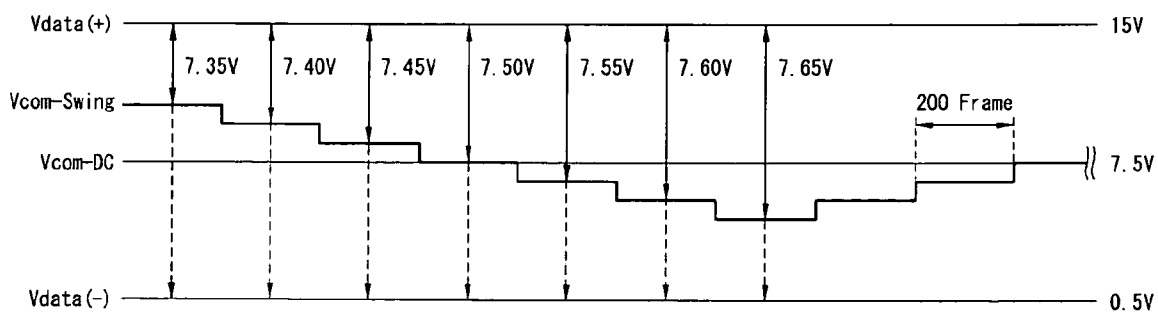 Vdata(+) 15V
7.35V 7.40V 7.45V 7.50V 7.55V 7.60V 7.65V
Vcom-Swing 200 Frame
Vcom-DC 7.5V
Vdata(-) 0.5V